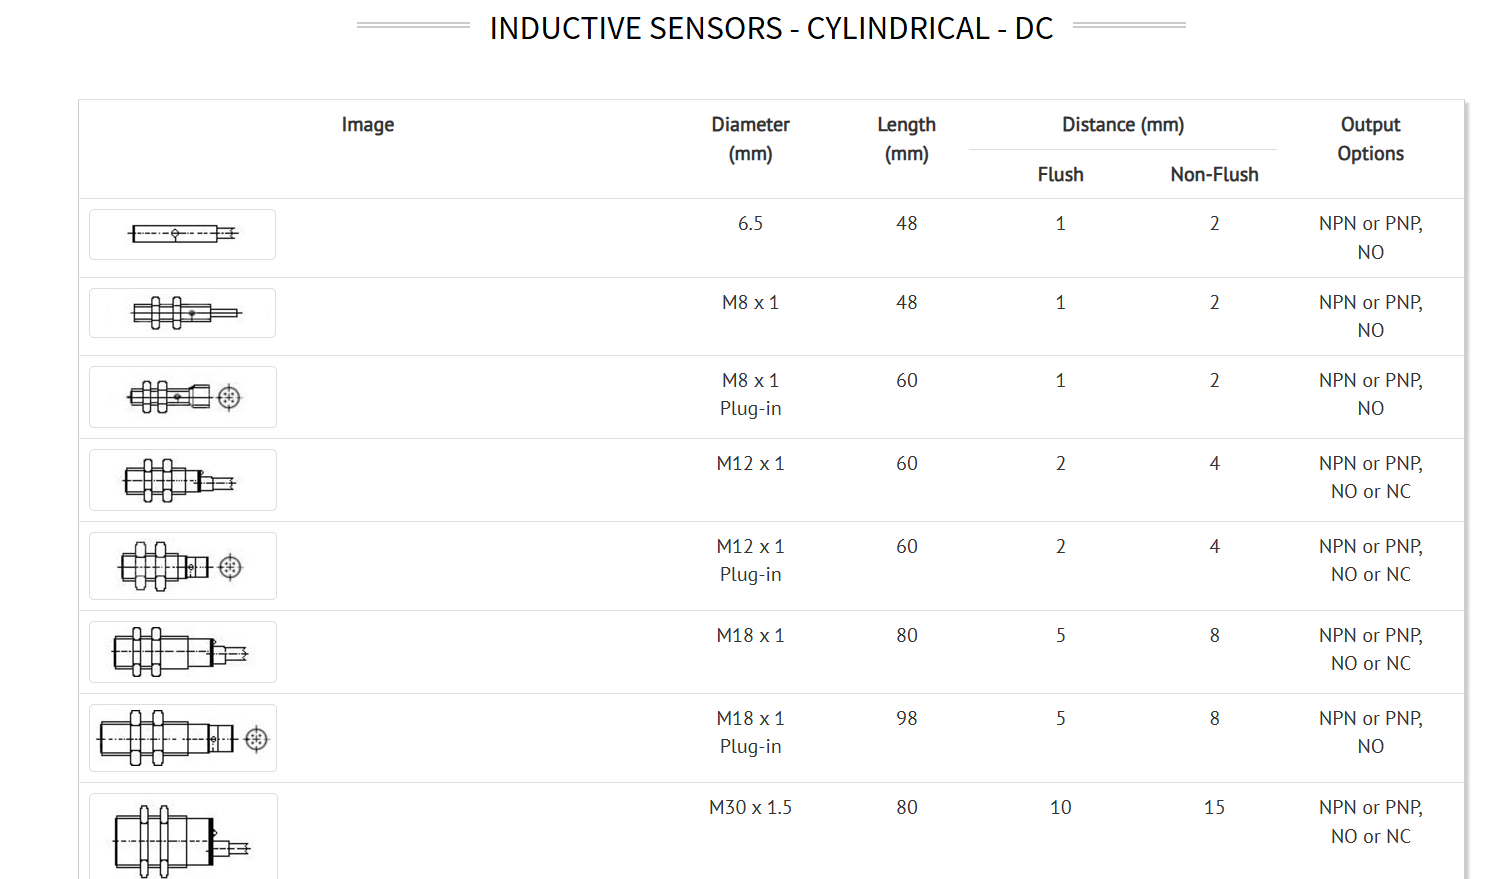 INDUCTIVE SENSORS - CYLINDRICAL - DC
Image Diameter Length Distance (mm) Output
(mm) (mm) Options
Flush Non-Flush
6.5 48 1 2 NPN or PNP,
NO
M8 x 1 48 1 2 NPN or PNP,
NO
M8 x 1 60 1 2 NPN or PNP,
Plug-in NO
M12 x 1 60 2 4 NPN or PNP,
NO or NC
M12 x 1 60 2 4 NPN or PNP,
Plug-in NO or NC
M18 x 1 80 5 8 NPN or PNP,
NO or NC
M18 x 1 98 5 8 NPN or PNP,
Plug-in NO
M30 x 1.5 80 10 15 NPN or PNP,
NO or NC